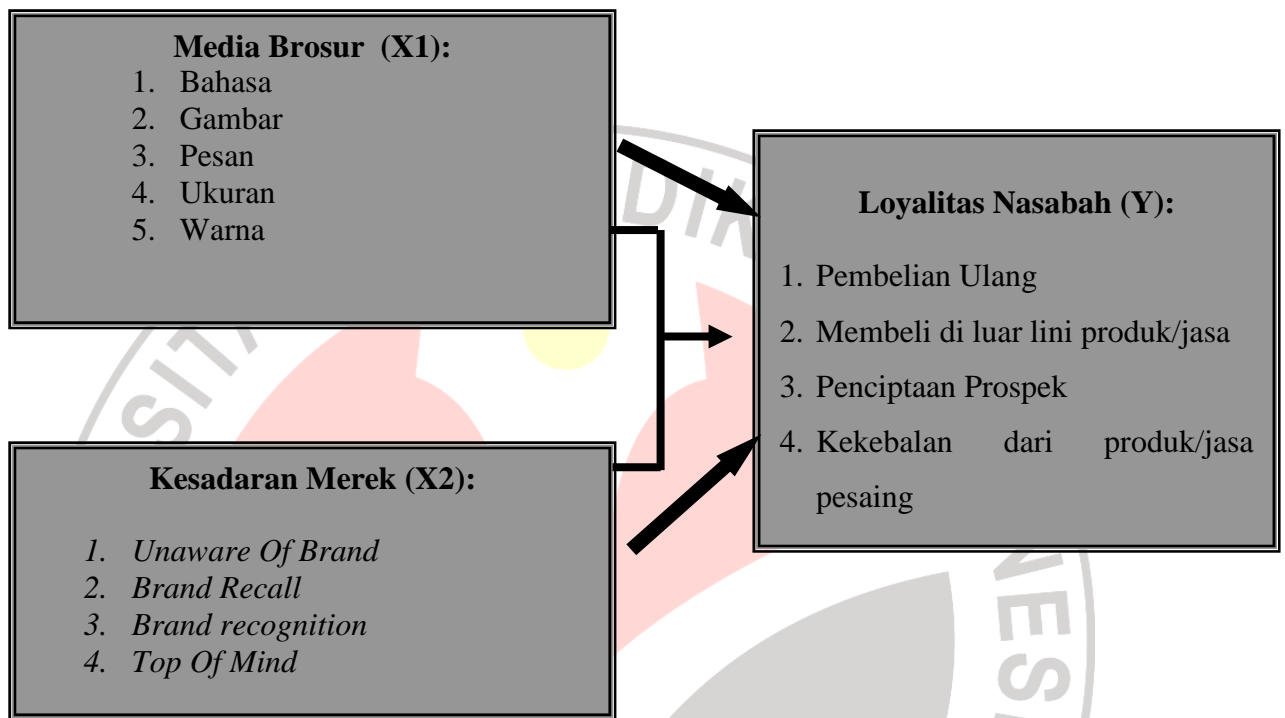 Media Brosur (X1):
1. Bahasa
2. Gambar
3. Pesan
4. Ukuran
5. Warna
Loyalitas Nasabah (Y):
1. Pembelian Ulang
2. Membeli di luar lini produk/jasa
3. Penciptaan Prospek
4. Kekebalan dari produk/jasa
pesaing
Kesadaran Merek (X2):
1. Unaware Of Brand
2. Brand Recall
3. Brand recognition
4. Top Of Mind